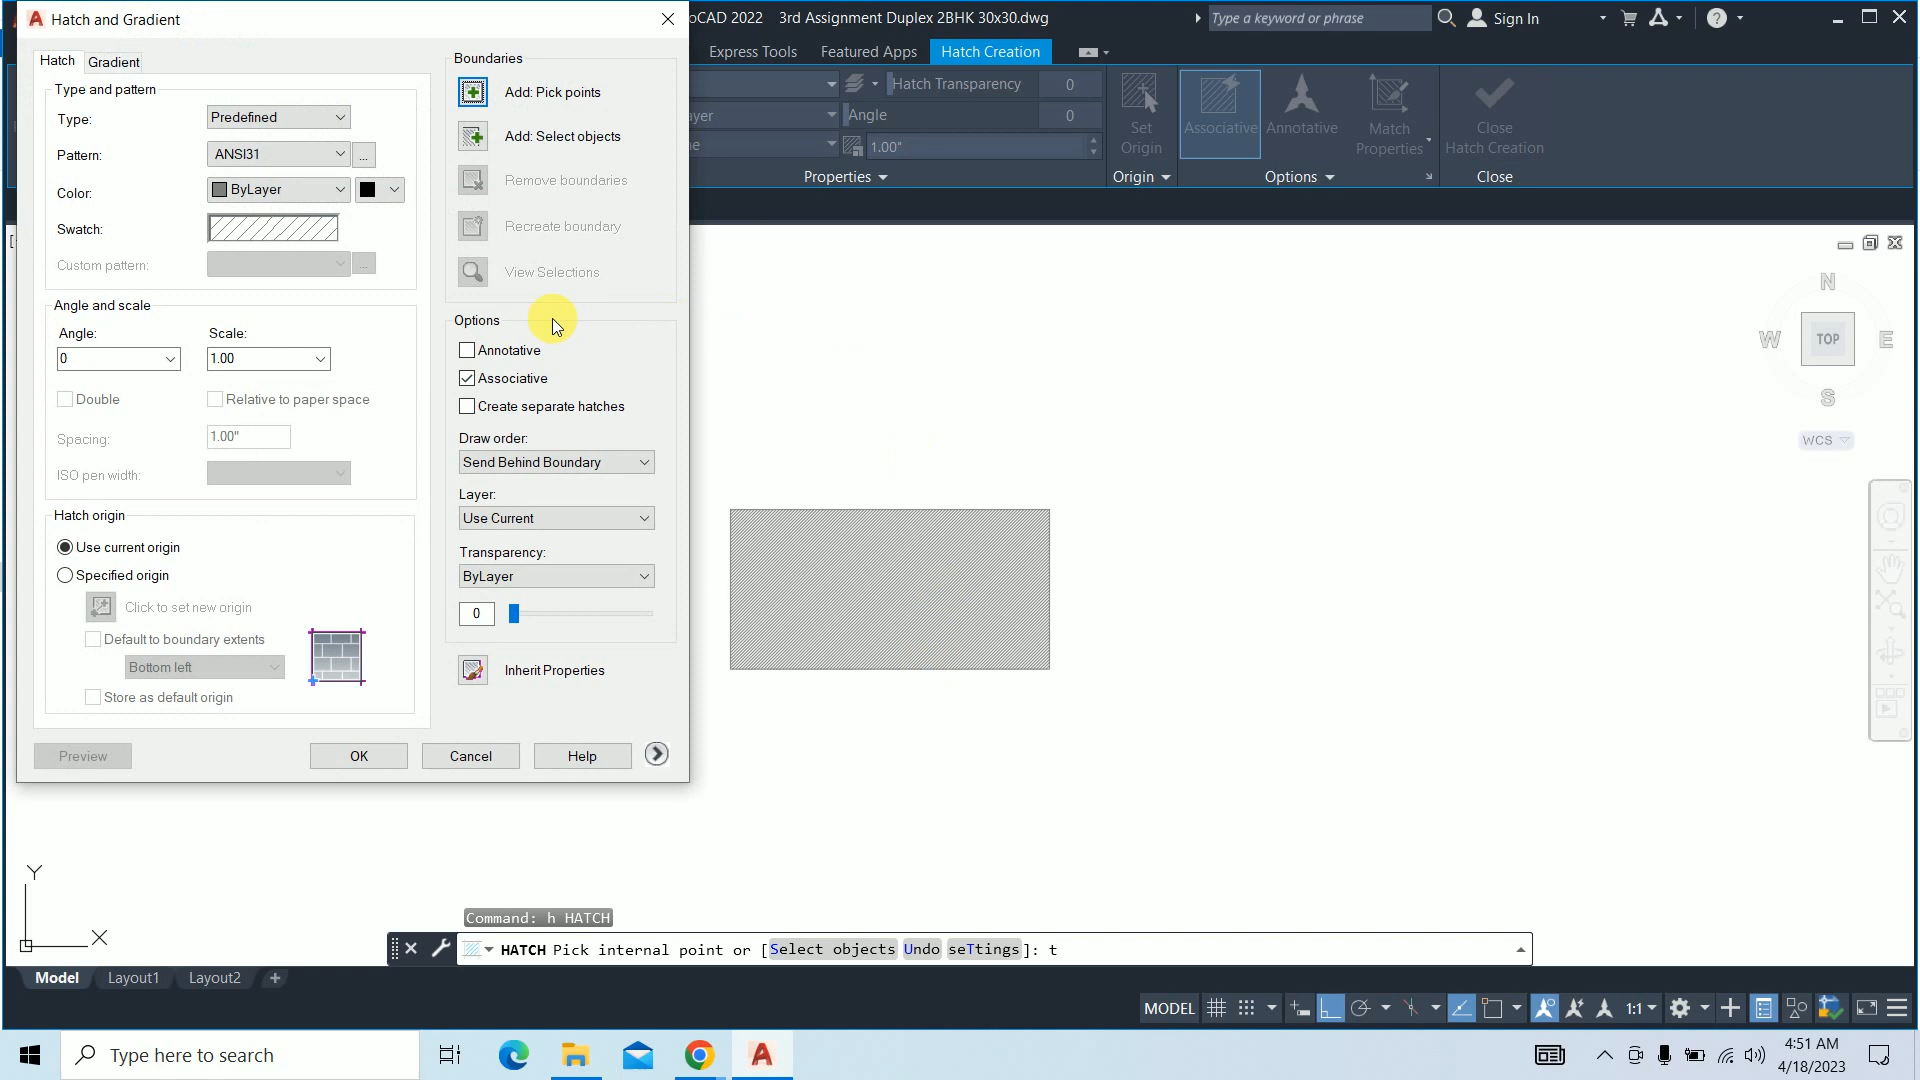 Hatch and Gradient
oCAD 2022 3rd Assignment Duplex 2BHK 30x30.dwg
Type a keyword or phrase
Sign In
Express Tools
Featured Apps
Hatch Creation
Hatch
Gradient
Type and pattern
Type:
Predefined
Pattern:
ANSI31
...
Color:
ByLayer
Swatch:
Custom pattern:
...
Angle and scale
Angle:
Scale:
0
1.00
Double
Relative to paper space
Spacing:
1.00"
ISO pen width:
Hatch origin
Use current origin
Specified origin
Click to set new origin
Default to boundary extents
Bottom left
Store as default origin
Preview
OK
Cancel
Help
Boundaries
Add: Pick points
Add: Select objects
Remove boundaries
Recreate boundary
View Selections
Options
Annotative
Associative
Create separate hatches
Draw order:
Send Behind Boundary
Layer:
Use Current
Transparency:
ByLayer
0
Inherit Properties
Hatch Transparency 0
ayer
Angle 0
ne
1.00"
Properties
Set
Origin
Origin
Associative
Annotative
Match
Properties
Options
Close
Hatch Creation
Close
[
N
W
TOP
E
S
WCS
Y
X
Command: h HATCH
HATCH Pick internal point or [Select objects Undo seTtings]: t
Model
Layout1
Layout2
+
MODEL
1:1
Type here to search
4:51 AM
4/18/2023